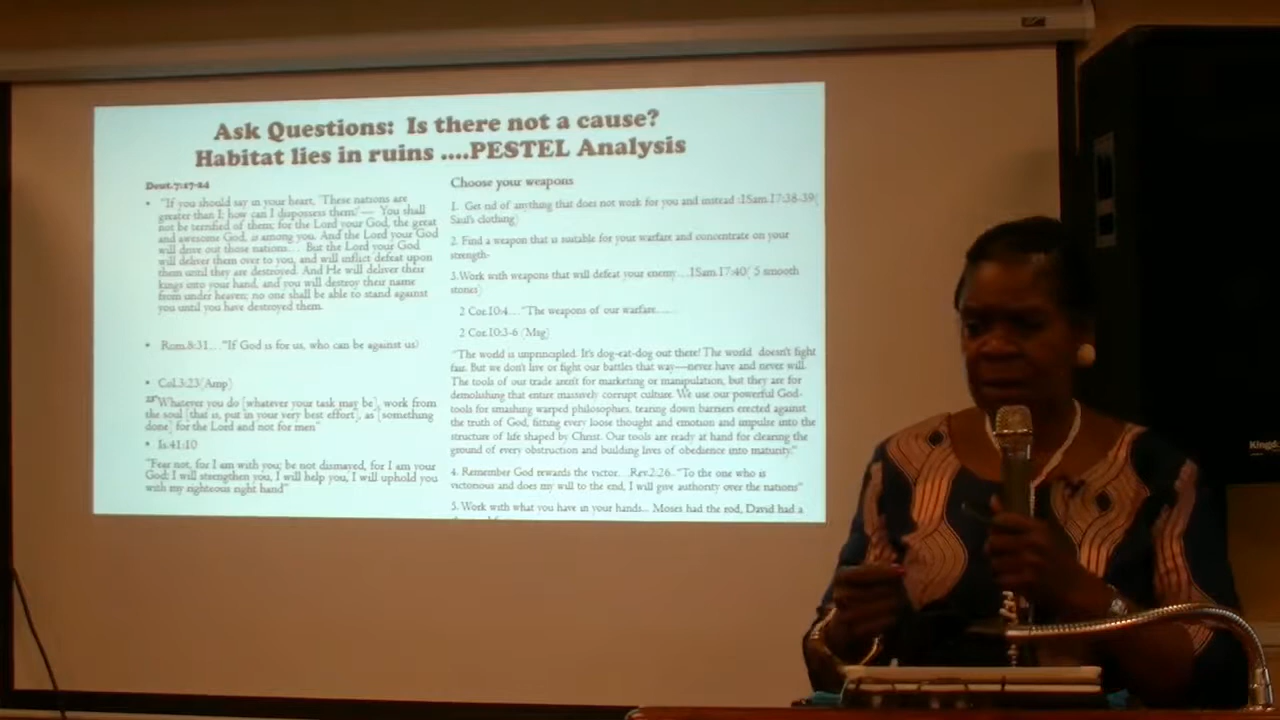 Ask Questions: Is there not a cause?
Habitat lies in ruins ....PESTEL Analysis
Deut.7:17-24
• "If you should say in your heart, 'These nations are
greater than I; how can I dispossess them?'— You shall
not be terrified of them; for the Lord your God, the great
and awesome God, is among you. And the Lord your God
will drive out those nations… But the Lord your God
will deliver them over to you, and will inflict defeat upon
them until they are destroyed. And He will deliver their
kings into your hand, and you will destroy their name
from under heaven; no one shall be able to stand against
you until you have destroyed them.
• Rom.8:31…"If God is for us, who can be against us)
• Col.3:23(Amp)
23"Whatever you do [whatever your task may be], work from
the soul [that is, put in your very best effort], as [something
done] for the Lord and not for men"
• Is.41:10
"Fear not, for I am with you; be not dismayed, for I am your
God; I will strengthen you, I will help you, I will uphold you
with my righteous right hand"
Choose your weapons
1. Get rid of anything that does not work for you and instead :1Sam.17:38-39(
Saul's clothing)
2. Find a weapon that is suitable for your warfare and concentrate on your
strength-
3.Work with weapons that will defeat your enemy…1Sam.17:40( 5 smooth
stones)
2 Cor.10:4…"The weapons of our warfare…..
2 Cor.10:3-6 (Msg)
"The world is unprincipled. It's dog-eat-dog out there! The world doesn't fight
fair. But we don't live or fight our battles that way—never have and never will.
The tools of our trade aren't for marketing or manipulation, but they are for
demolishing that entire massively corrupt culture. We use our powerful God-
tools for smashing warped philosophies, tearing down barriers erected against
the truth of God, fitting every loose thought and emotion and impulse into the
structure of life shaped by Christ. Our tools are ready at hand for clearing the
ground of every obstruction and building lives of obedience into maturity."
4. Remember God rewards the victor…Rev.2:26.."To the one who is
victorious and does my will to the end, I will give authority over the nations"
5. Work with what you have in your hands… Moses had the rod, David had a